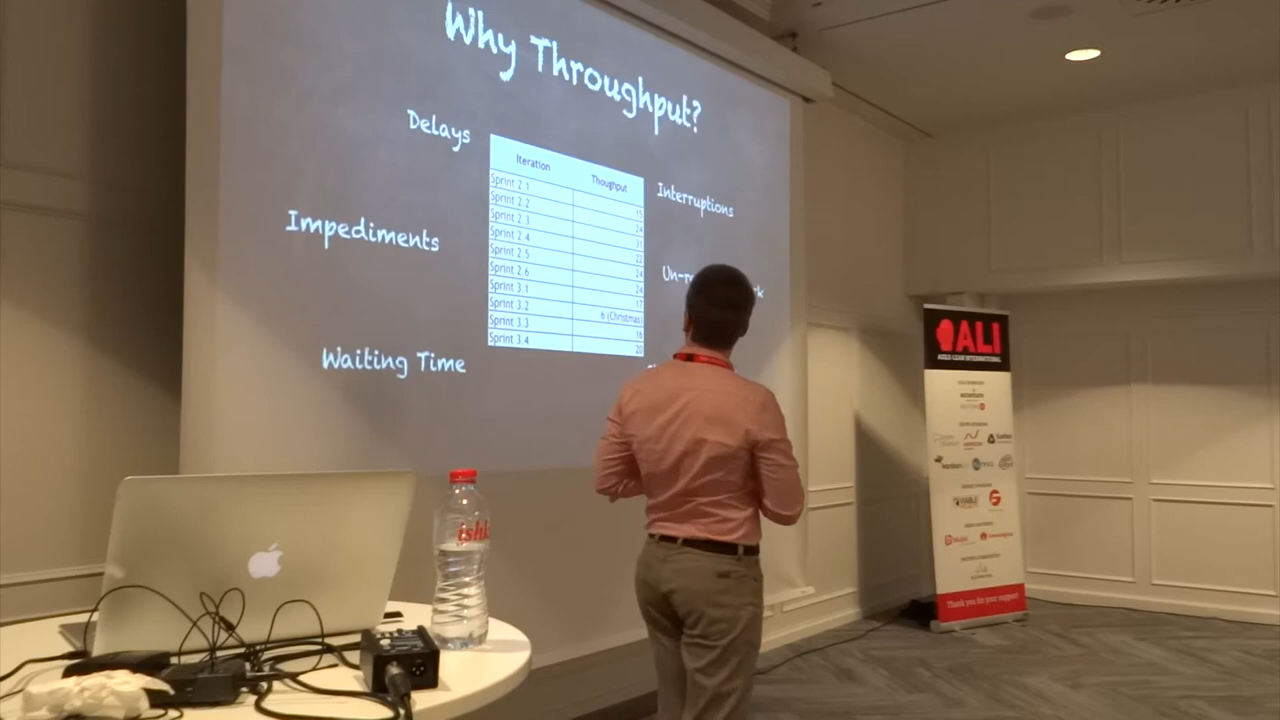 Why Throughput?
Delays
Iteration Thoughput
Sprint 2.1 15
Sprint 2.2 24
Sprint 2.3 31
Sprint 2.4 22
Sprint 2.5 24
Sprint 2.6 24
Sprint 3.1 17
Sprint 3.2 6 (Christmas)
Sprint 3.3 16
Sprint 3.4 20
Interruptions
Impediments
Waiting Time
ALI
AGILE LEAN INTERNATIONAL
Thank you for your support